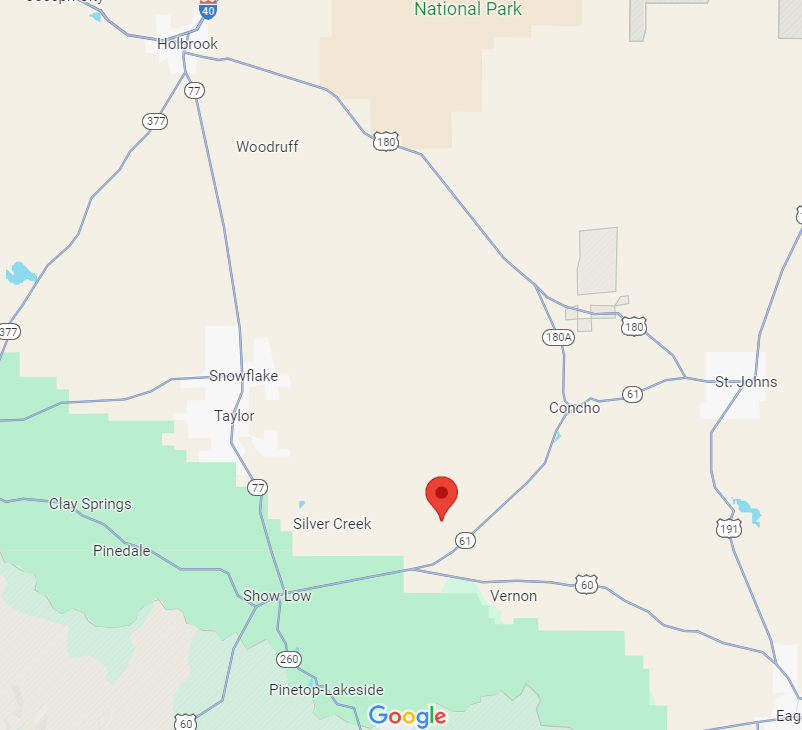 National Park
40
Holbrook
77
377
180
Woodruff
377
180
180A
Snowflake
St. Johns
61
Concho
Taylor
77
Clay Springs
Silver Creek
191
61
Pinedale
60
Show Low
Vernon
260
Pinetop-Lakeside
Google
60
Eag